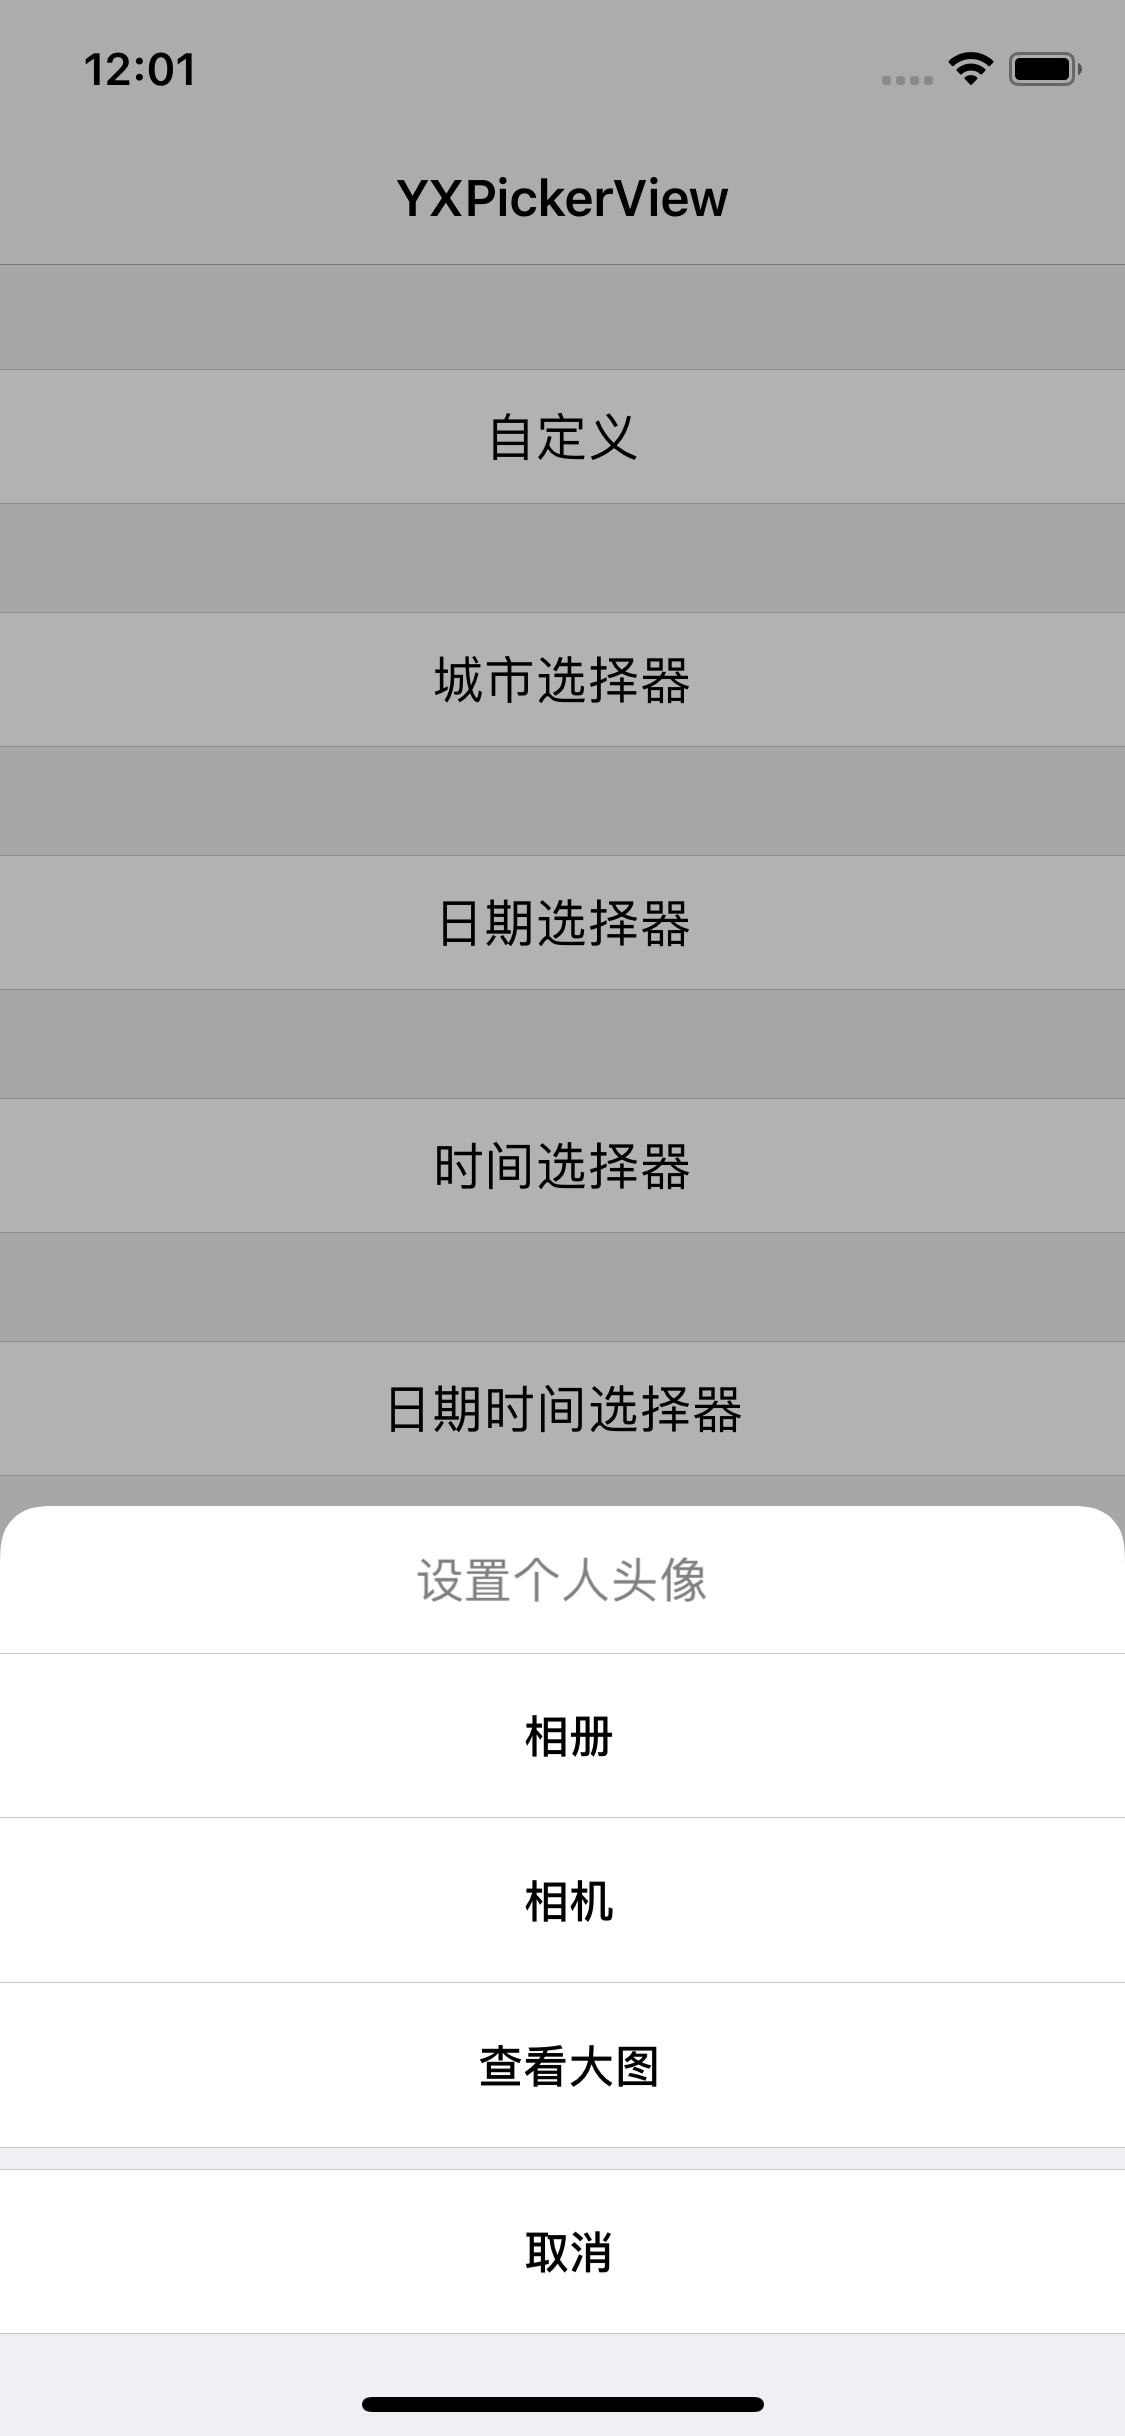 12:01
YXPickerView
自定义
城市选择器
日期选择器
时间选择器
日期时间选择器
设置个人头像
相册
相机
查看大图
取消